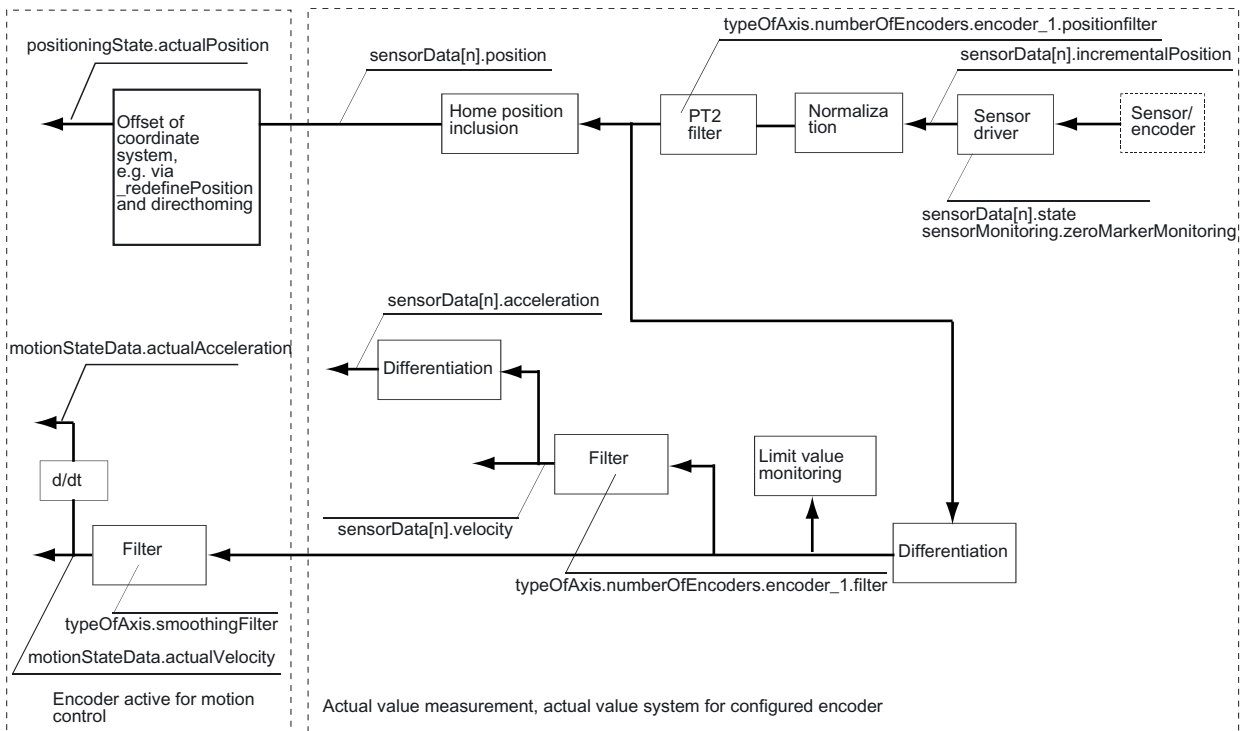 typeOfAxis.numberOfEncoders.encoder_1.positionfilter
positioningState.actualPosition
sensorData[n].position
sensorData[n].incrementalPosition
Offset of
coordinate
system,
e.g. via
_redefinePosition
and directhoming
Home position
inclusion
PT2
filter
Normaliza
tion
Sensor
driver
Sensor/
encoder
sensorData[n].state
sensorMonitoring.zeroMarkerMonitoring
sensorData[n].acceleration
motionStateData.actualAcceleration
Differentiation
d/dt
Filter
Limit value
monitoring
sensorData[n].velocity
Filter
Differentiation
typeOfAxis.numberOfEncoders.encoder_1.filter
typeOfAxis.smoothingFilter
motionStateData.actualVelocity
Encoder active for motion
control
Actual value measurement, actual value system for configured encoder